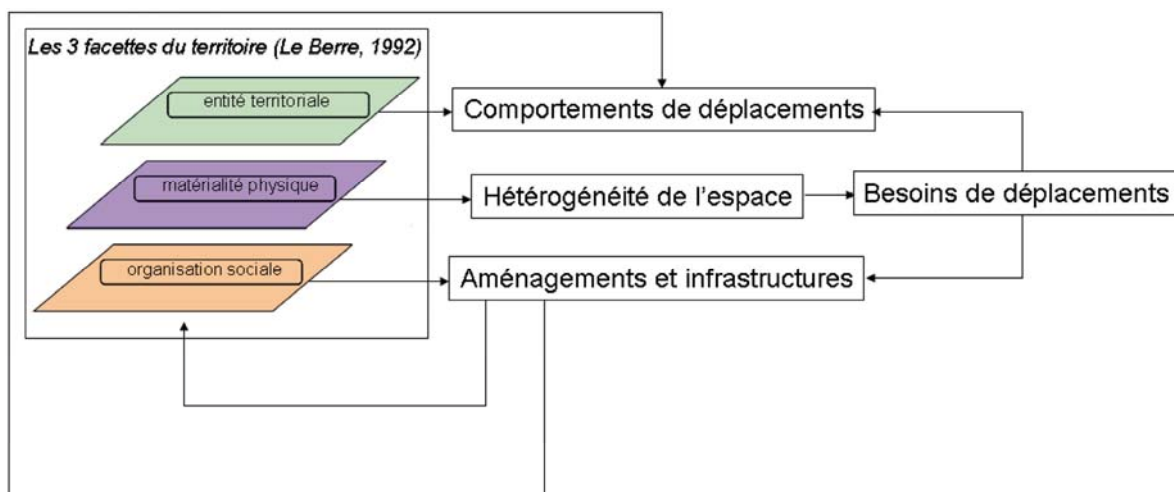 Les 3 facettes du territoire (Le Berre, 1992)
entité territoriale
Comportements de déplacements
matérialité physique
Hétérogénéité de l'espace
Besoins de déplacements
organisation sociale
Aménagements et infrastructures